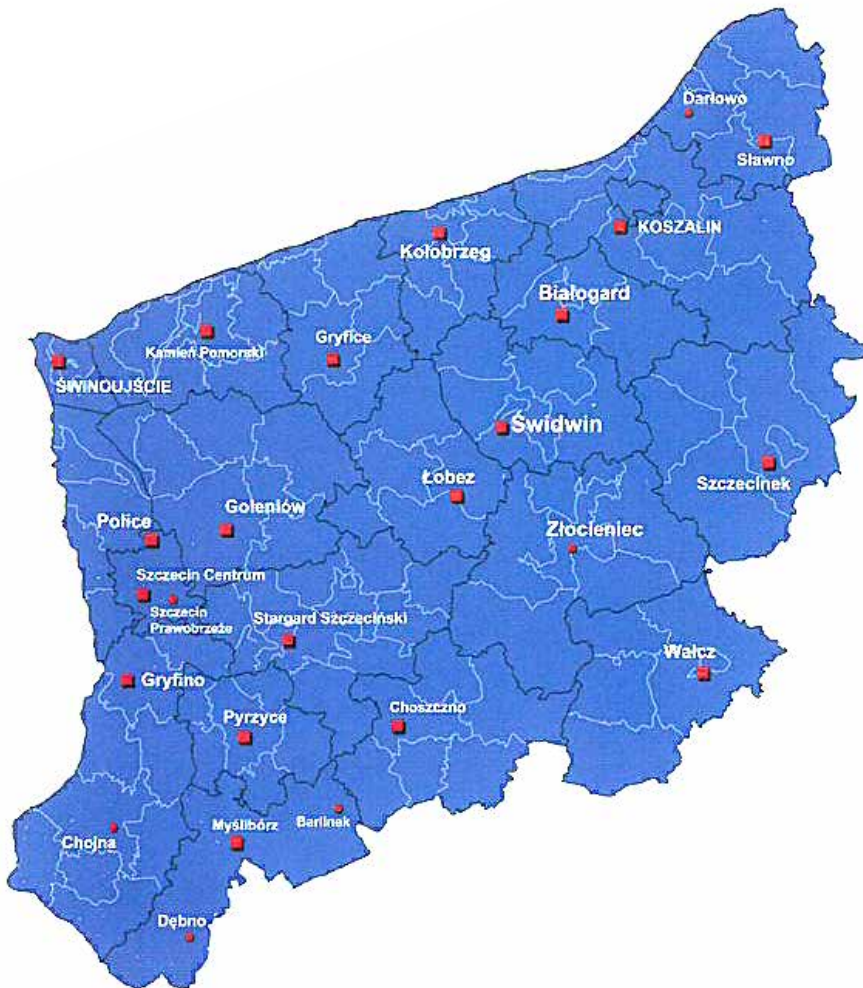 Darłowo
Sławno
KOSZALIN
Kołobrzeg
Białogard
Gryfice
Kamień Pomorski
ŚWINOUJŚCIE
Świdwin
Szczecinek
Łobez
Goleniów
Police
Złocieniec
Szczecin Centrum
Szczecin
Prawobrzeże
Stargard Szczeciński
Wałcz
Gryfino
Choszczno
Pyrzyce
Barlinek
Myślibórz
Chojna
Dębno